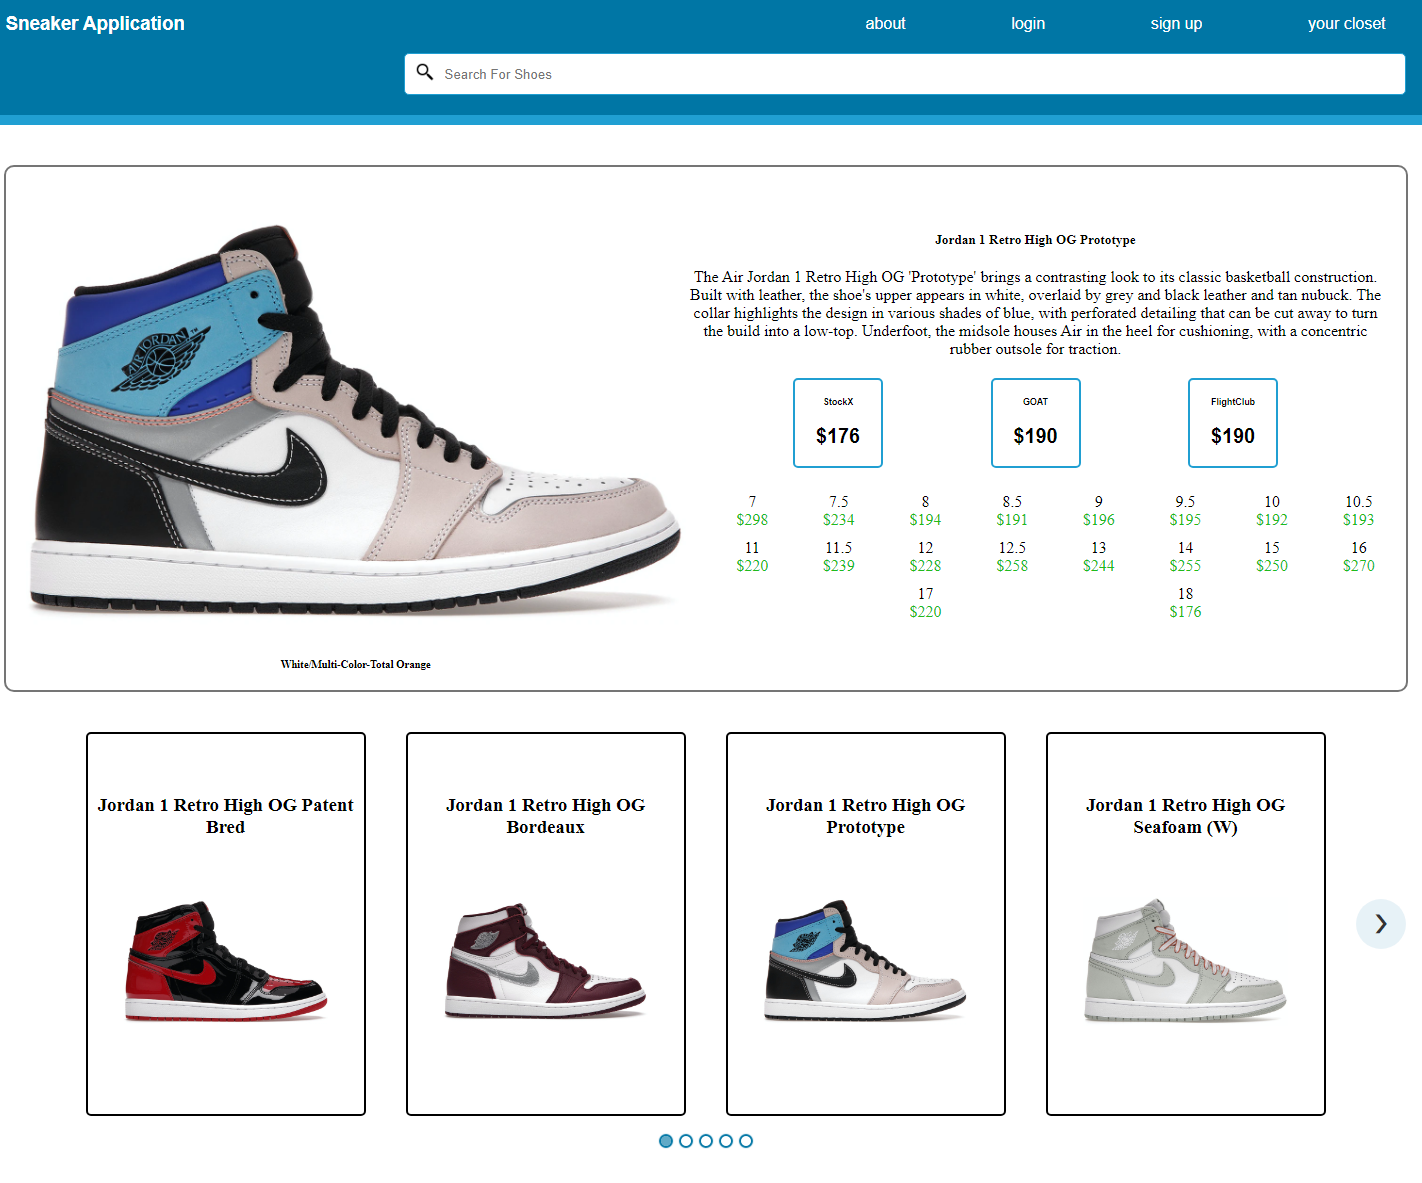 Sneaker Application
about login sign up your closet
Search For Shoes
AIR JORDAN
Jordan 1 Retro High OG Prototype
The Air Jordan 1 Retro High OG 'Prototype' brings a contrasting look to its classic basketball construction.
Built with leather, the shoe's upper appears in white, overlaid by grey and black leather and tan nubuck. The
collar highlights the design in various shades of blue, with perforated detailing that can be cut away to turn
the build into a low-top. Underfoot, the midsole houses Air in the heel for cushioning, with a concentric
rubber outsole for traction.
StockX GOAT FlightClub
$176 $190 $190
7 7.5 8 8.5 9 9.5 10 10.5
$298 $234 $194 $191 $196 $195 $192 $193
11 11.5 12 12.5 13 14 15 16
$220 $239 $228 $258 $244 $255 $250 $270
17 18
$220 $176
White/Multi-Color-Total Orange
Jordan 1 Retro High OG Patent
Bred
Jordan 1 Retro High OG
Bordeaux
Jordan 1 Retro High OG
Prototype
Jordan 1 Retro High OG
Seafoam (W)